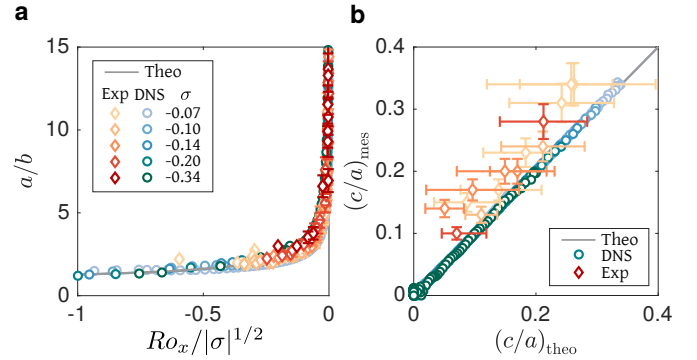 a
15
10
5
0
-1
-0.5
0
a/b
Ro_x/|σ|^{1/2}
Theo
Exp DNS σ
-0.07
-0.10
-0.14
-0.20
-0.34
b
0.4
0.3
0.2
0.1
0
0
0.2
0.4
(c/a)_mes
(c/a)_theo
Theo
DNS
Exp